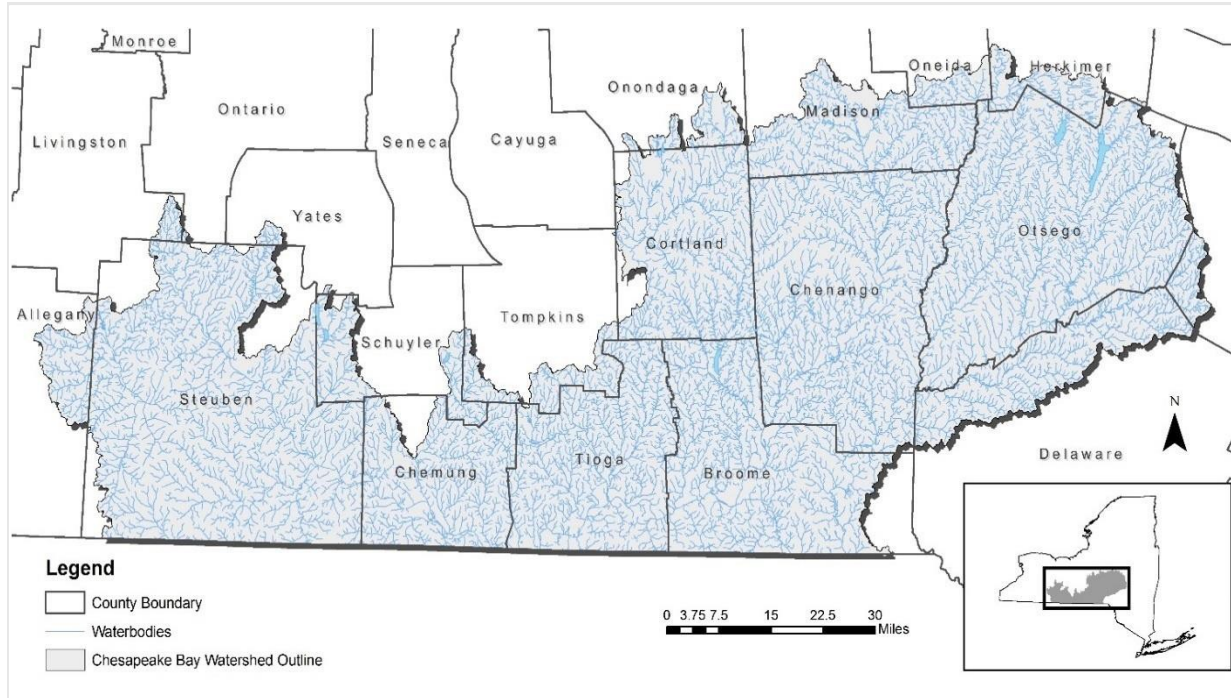 Monroe
Oneida
Herkimer
Onondaga
Ontario
Madison
Livingston
Seneca
Cayuga
Yates
Otsego
Cortland
Chenango
Allegany
Tompkins
Schuyler
Steuben
Delaware
Chemung
Tioga
Broome
N
Legend
County Boundary
Waterbodies
Chesapeake Bay Watershed Outline
0 3.75 7.5 15 22.5 30
Miles